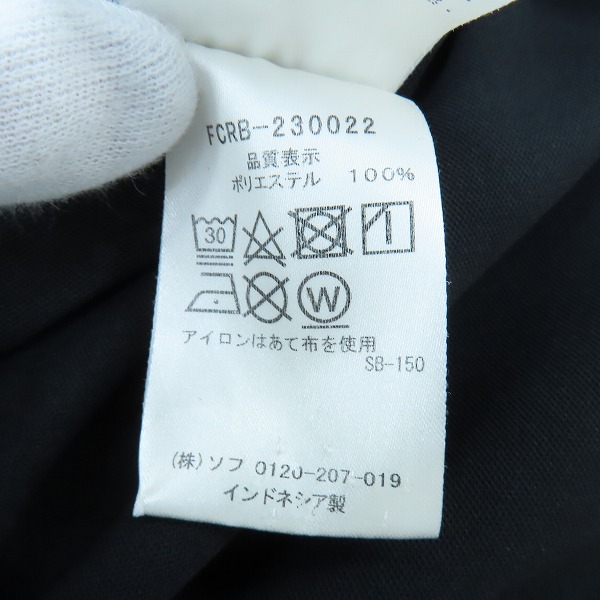 FCRB-230022
品質表示
ポリエステル 100%
30
W
アイロンはあて布を使用
SB-150
(株)ソフ 0120-207-019
インドネシア製